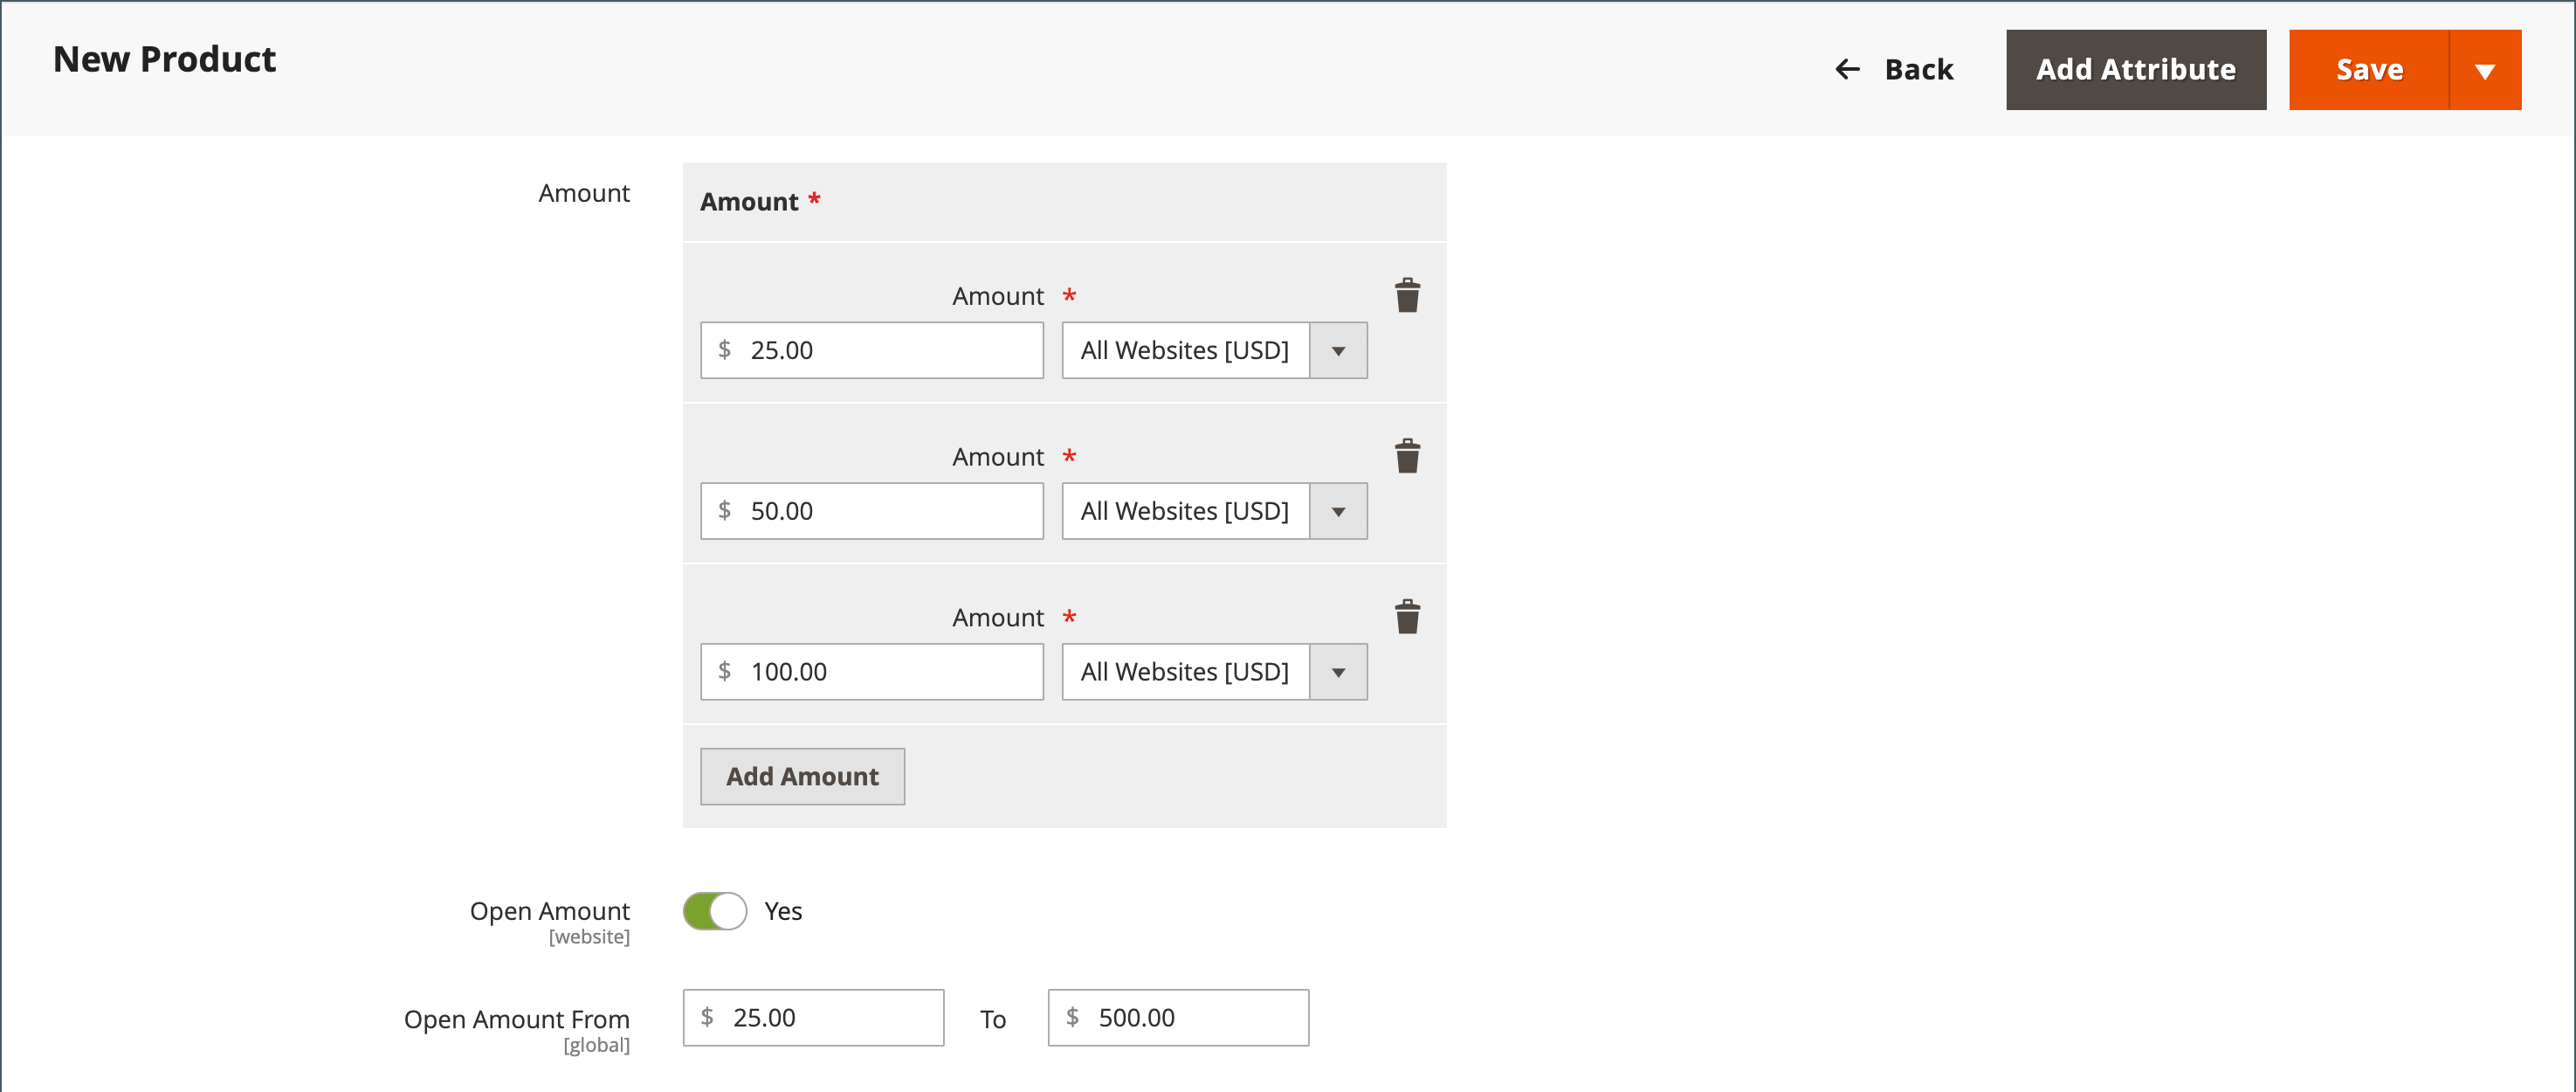 New Product
Back
Add Attribute
Save
Amount
Amount *
Amount *
$ 25.00
All Websites [USD]
Amount *
$ 50.00
All Websites [USD]
Amount *
$ 100.00
All Websites [USD]
Add Amount
Open Amount
[website]
Yes
Open Amount From
[global]
$ 25.00
To
$ 500.00